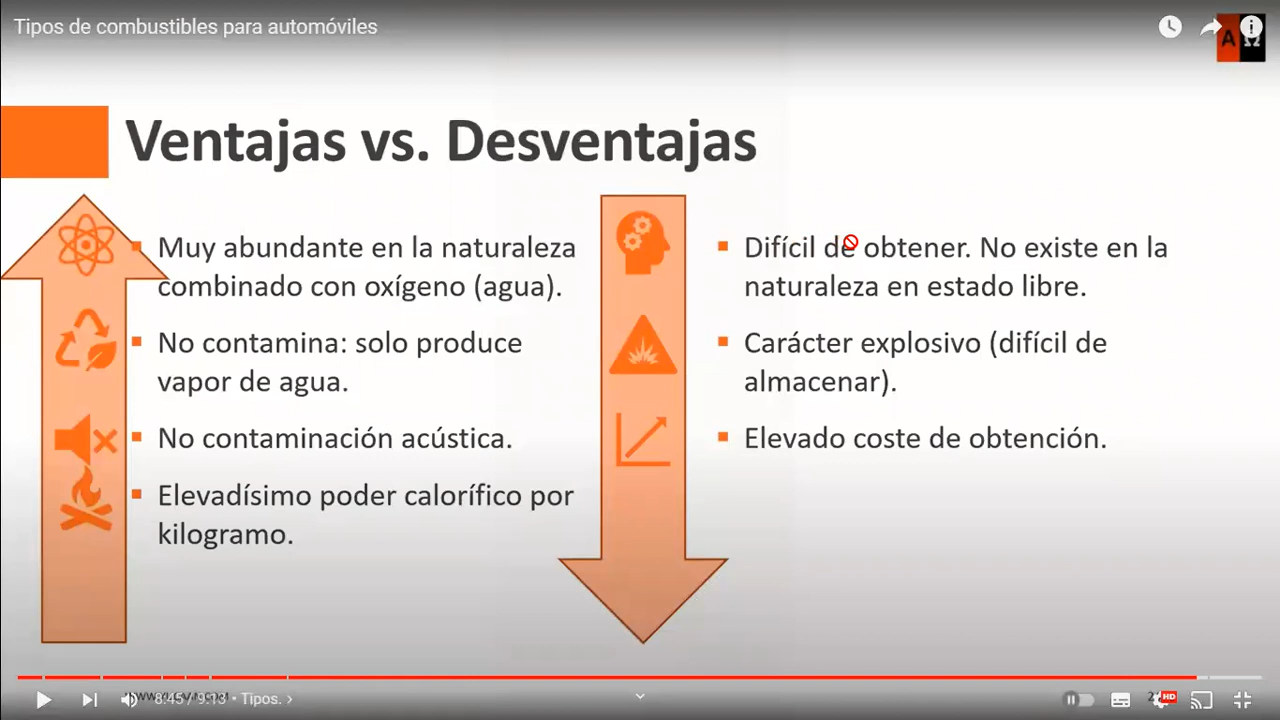 Tipos de combustibles para automóviles
A Ω
Ventajas vs. Desventajas
Muy abundante en la naturaleza
combinado con oxígeno (agua).
No contamina: solo produce
vapor de agua.
No contaminación acústica.
Elevadísimo poder calorífico por
kilogramo.
Difícil de obtener. No existe en la
naturaleza en estado libre.
Carácter explosivo (difícil de
almacenar).
Elevado coste de obtención.
8:45 / 9:13 • Tipos. >
HD